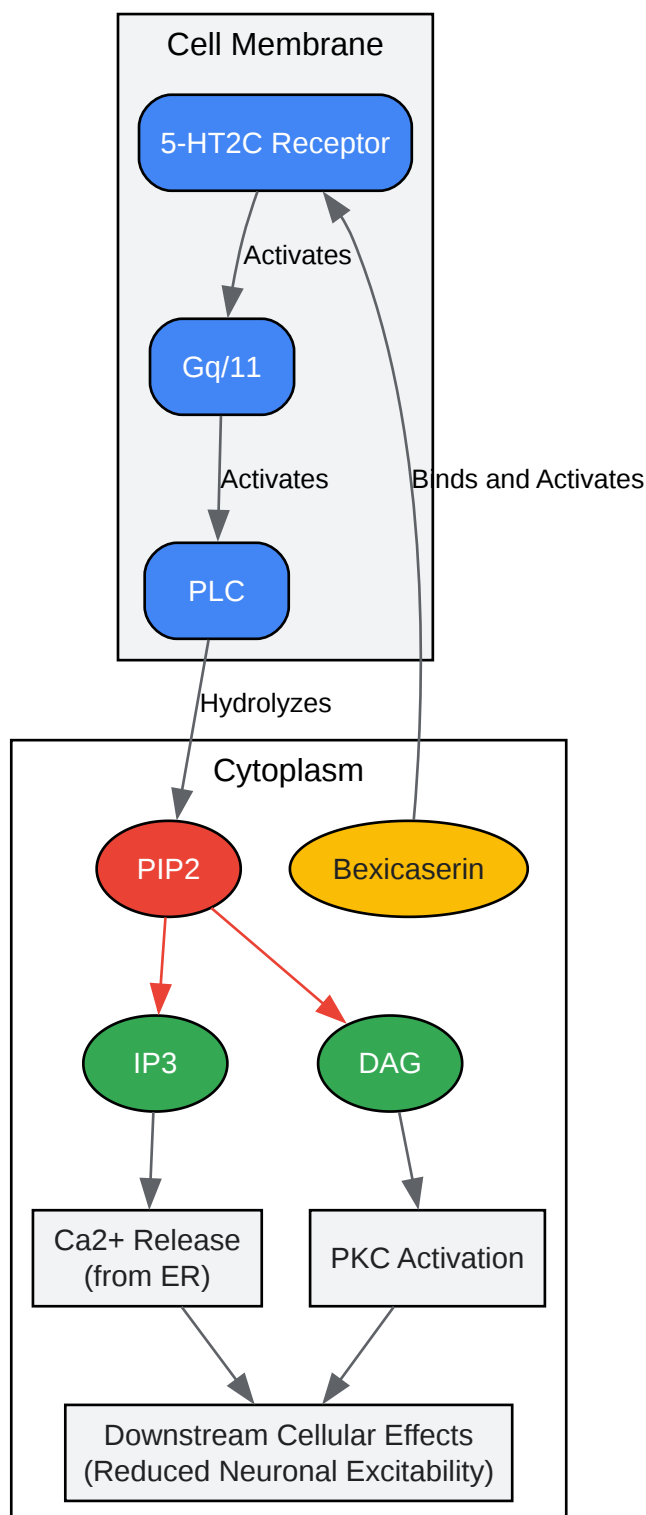 Cell Membrane
5-HT2C Receptor
Activates
Gq/11
Activates
Binds and Activates
PLC
Hydrolyzes
Cytoplasm
PIP2
Bexicaserin
IP3
DAG
Ca2+ Release
(from ER)
PKC Activation
Downstream Cellular Effects
(Reduced Neuronal Excitability)